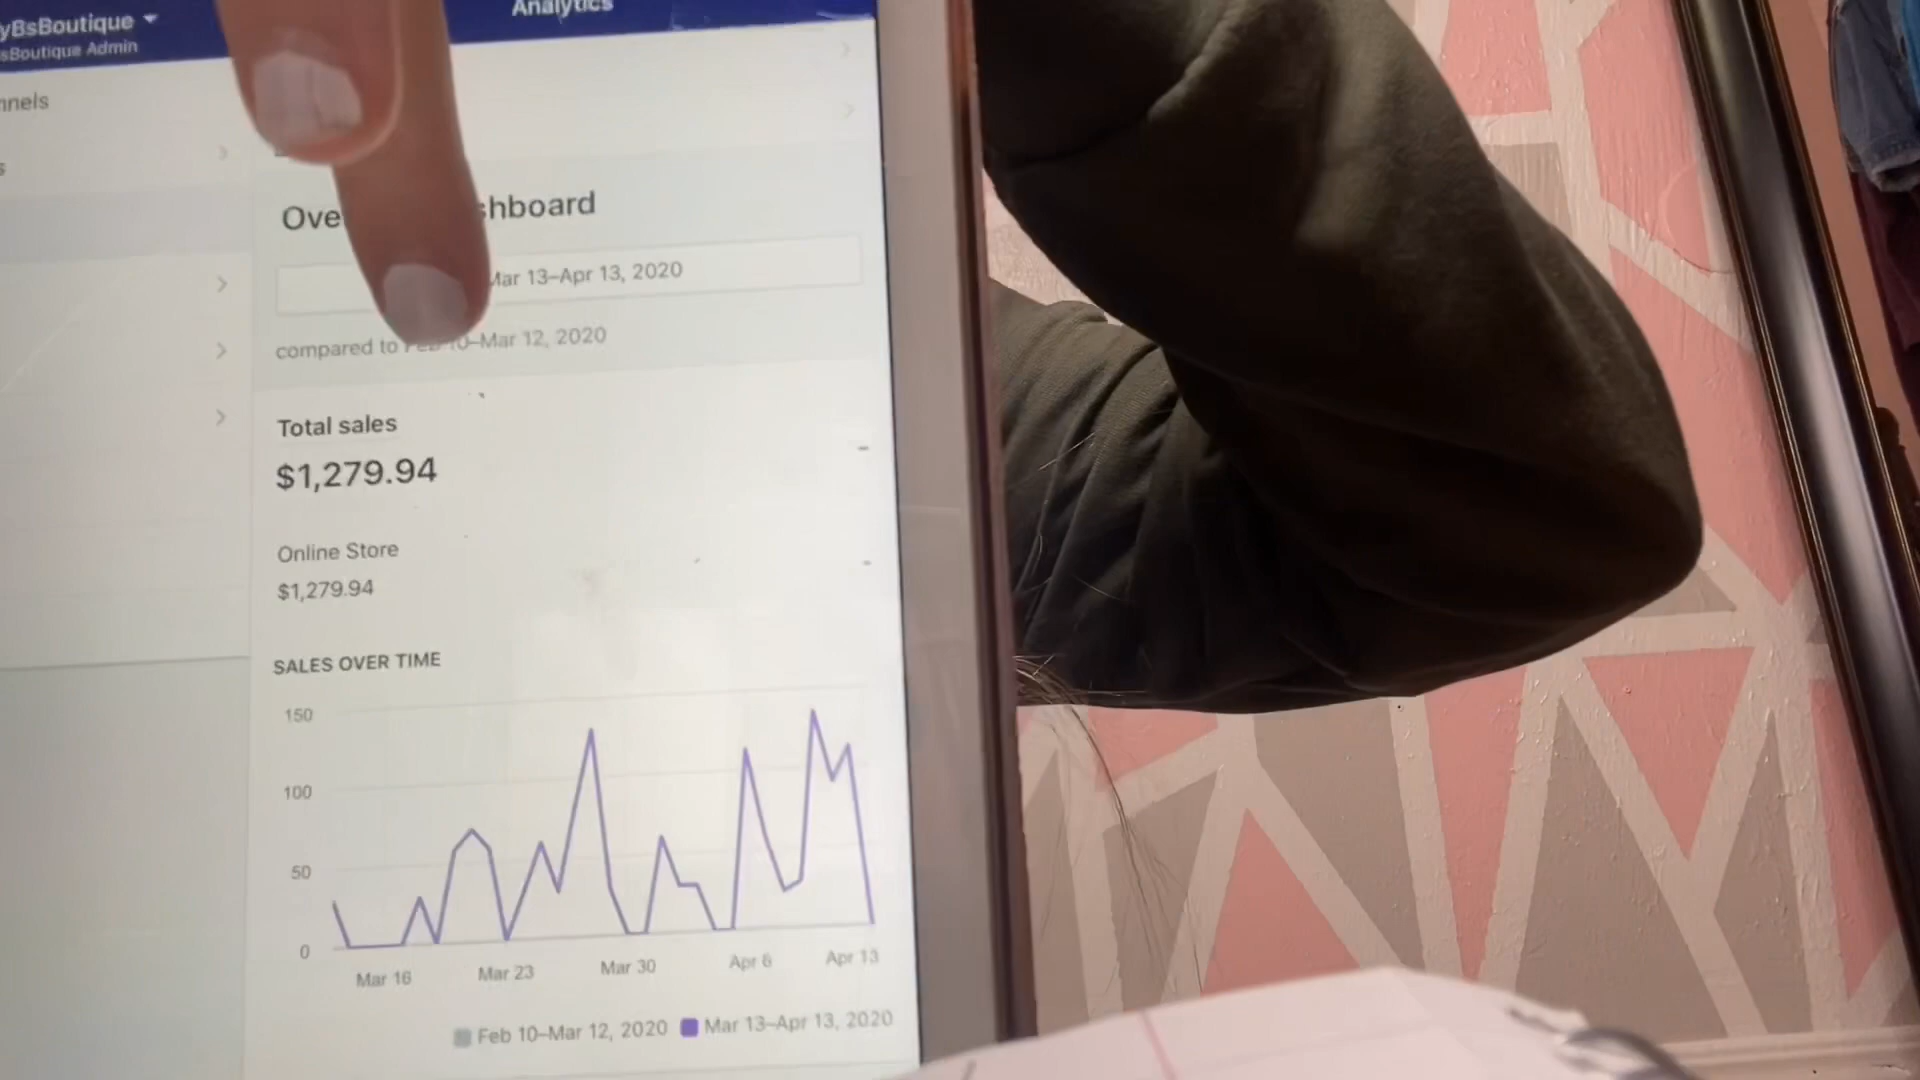 yBsBoutique
sBoutique Admin
Analytics
nnels
s
Ove shboard
Mar 13–Apr 13, 2020
compared to Feb 10–Mar 12, 2020
Total sales
$1,279.94
Online Store
$1,279.94
SALES OVER TIME
150
100
50
0
Mar 16 Mar 23 Mar 30 Apr 6 Apr 13
Feb 10–Mar 12, 2020 Mar 13–Apr 13, 2020